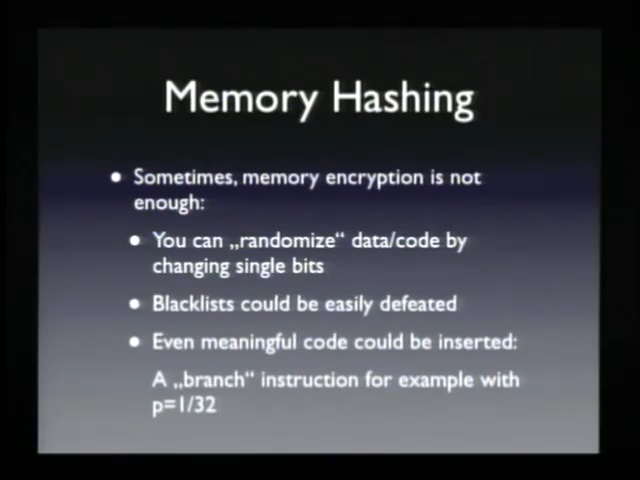 Memory Hashing
• Sometimes, memory encryption is not
enough:
• You can „randomize“ data/code by
changing single bits
• Blacklists could be easily defeated
• Even meaningful code could be inserted:
A „branch“ instruction for example with
p=1/32